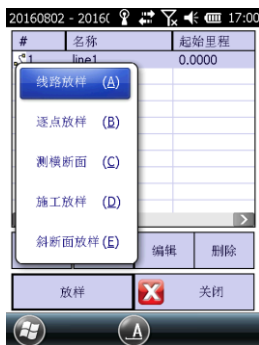 20160802 - 2016( 17:00
# 名称 起始里程
1 line1 0.0000
线路放样 (A)
逐点放样 (B)
测横断面 (C)
施工放样 (D)
斜断面放样(E)
编辑 删除
放样 关闭
A